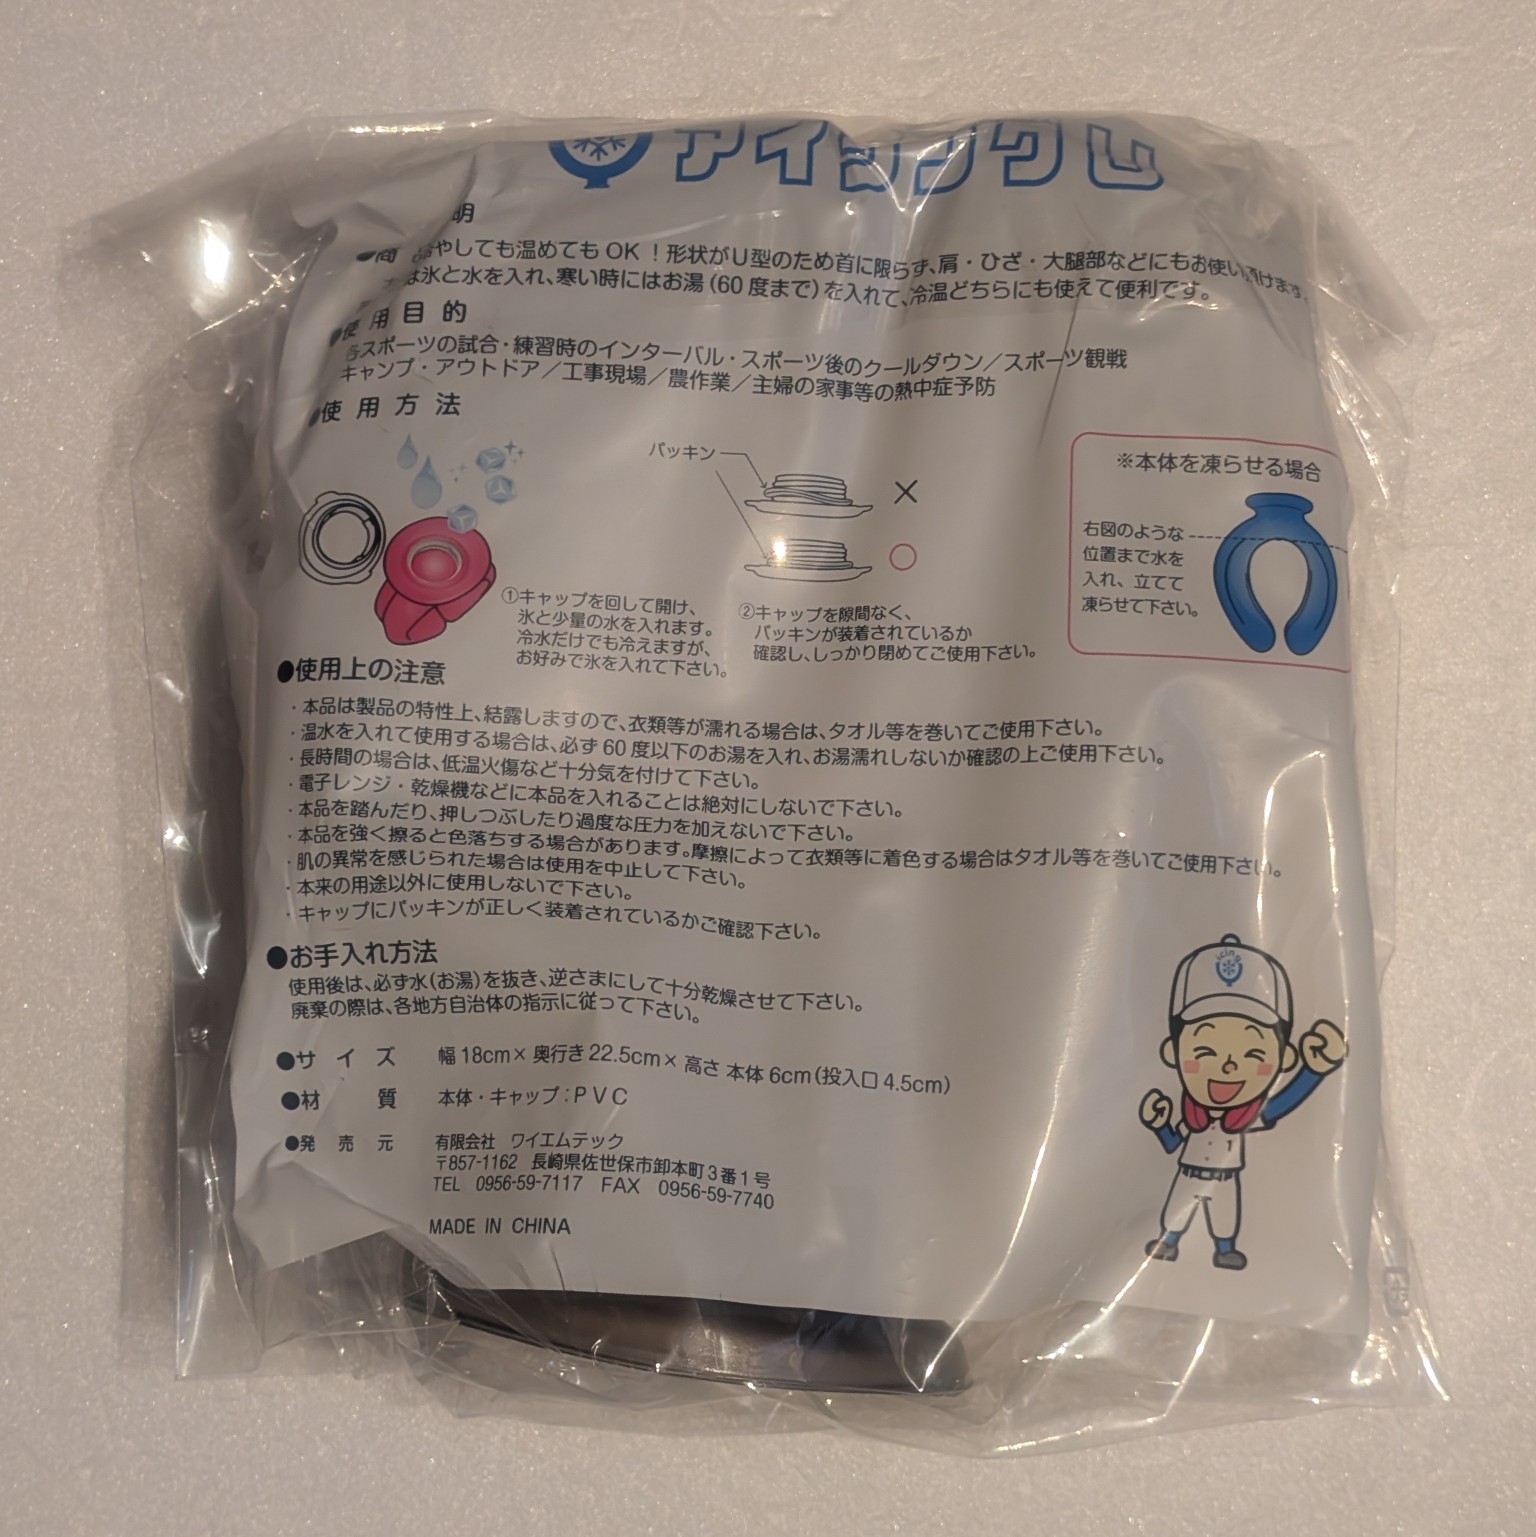 アイシング
明
●商
やしても温めてもOK！形状がU型のため首に限らず、肩・ひざ・大腿部などにもお使い頂けます。
は氷と水を入れ、寒い時にはお湯(60度まで)を入れて、冷温どちらにも使えて便利です。
●使用目的
各スポーツの試合・練習時のインターバル・スポーツ後のクールダウン／スポーツ観戦
キャンプ・アウトドア／工事現場／農作業／主婦の家事等の熱中症予防
●使用方法
パッキン
×
○
①キャップを回して開け、
氷と少量の水を入れます。
冷水だけでも冷えますが、
お好みで氷を入れて下さい。
②キャップを隙間なく、
パッキンが装着されているか
確認し、しっかり閉めてご使用下さい。
※本体を凍らせる場合
右図のような
位置まで水を
入れ、立てて
凍らせて下さい。
●使用上の注意
・本品は製品の特性上、結露しますので、衣類等が濡れる場合は、タオル等を巻いてご使用下さい。
・温水を入れて使用する場合は、必ず60度以下のお湯を入れ、お湯濡れしないか確認の上ご使用下さい。
・長時間の場合は、低温火傷など十分気を付けて下さい。
・電子レンジ・乾燥機などに本品を入れることは絶対にしないで下さい。
・本品を踏んだり、押しつぶしたり過度な圧力を加えないで下さい。
・本品を強く擦ると色落ちする場合があります。摩擦によって衣類等に着色する場合はタオル等を巻いてご使用下さい。
・肌の異常を感じられた場合は使用を中止して下さい。
・本来の用途以外に使用しないで下さい。
・キャップにパッキンが正しく装着されているかご確認下さい。
●お手入れ方法
使用後は、必ず水(お湯)を抜き、逆さまにして十分乾燥させて下さい。
廃棄の際は、各地方自治体の指示に従って下さい。
●サイズ 幅18cm×奥行き22.5cm×高さ 本体6cm(投入口4.5cm)
●材質 本体・キャップ：PVC
●発売元 有限会社 ワイエムテック
〒857-1162 長崎県佐世保市卸本町3番1号
TEL 0956-59-7117 FAX 0956-59-7740
MADE IN CHINA
icing
1